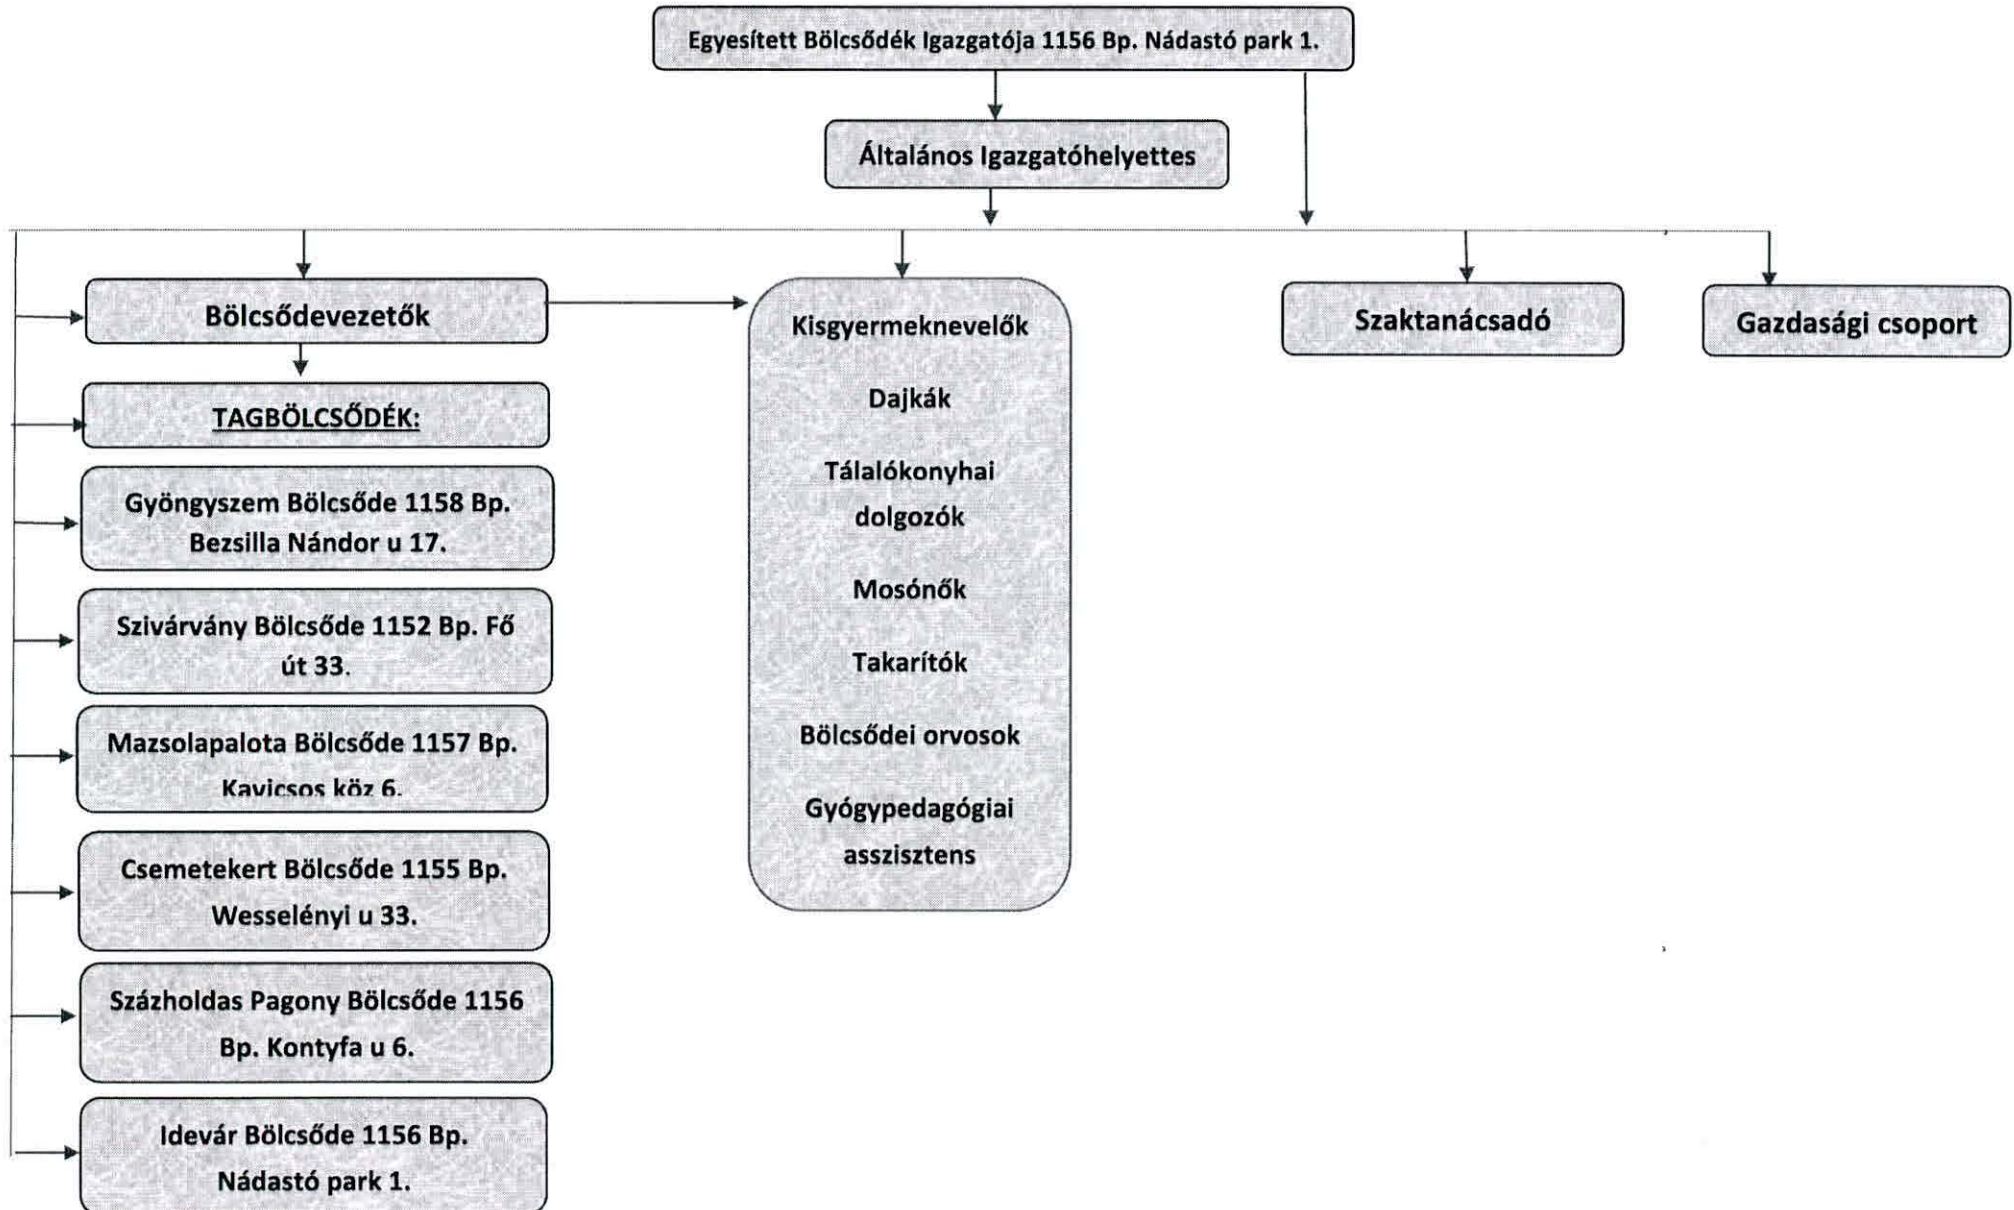 Egyesített Bölcsődék Igazgatója 1156 Bp. Nádastó park 1.
Általános Igazgatóhelyettes
Bölcsődevezetők
TAGBÖLCSŐDÉK:
Gyöngyszem Bölcsőde 1158 Bp.
Bezsilla Nándor u 17.
Szivárvány Bölcsőde 1152 Bp. Fő
út 33.
Mazsolapalota Bölcsőde 1157 Bp.
Kavicsos köz 6.
Csemetekert Bölcsőde 1155 Bp.
Wesselényi u 33.
Százholdas Pagony Bölcsőde 1156
Bp. Kontyfa u 6.
Idevár Bölcsőde 1156 Bp.
Nádastó park 1.
Kisgyermeknevelők
Dajkák
Tálalókonyhai
dolgozók
Mosónők
Takarítók
Bölcsődei orvosok
Gyógypedagógiai
asszisztens
Szaktanácsadó
Gazdasági csoport